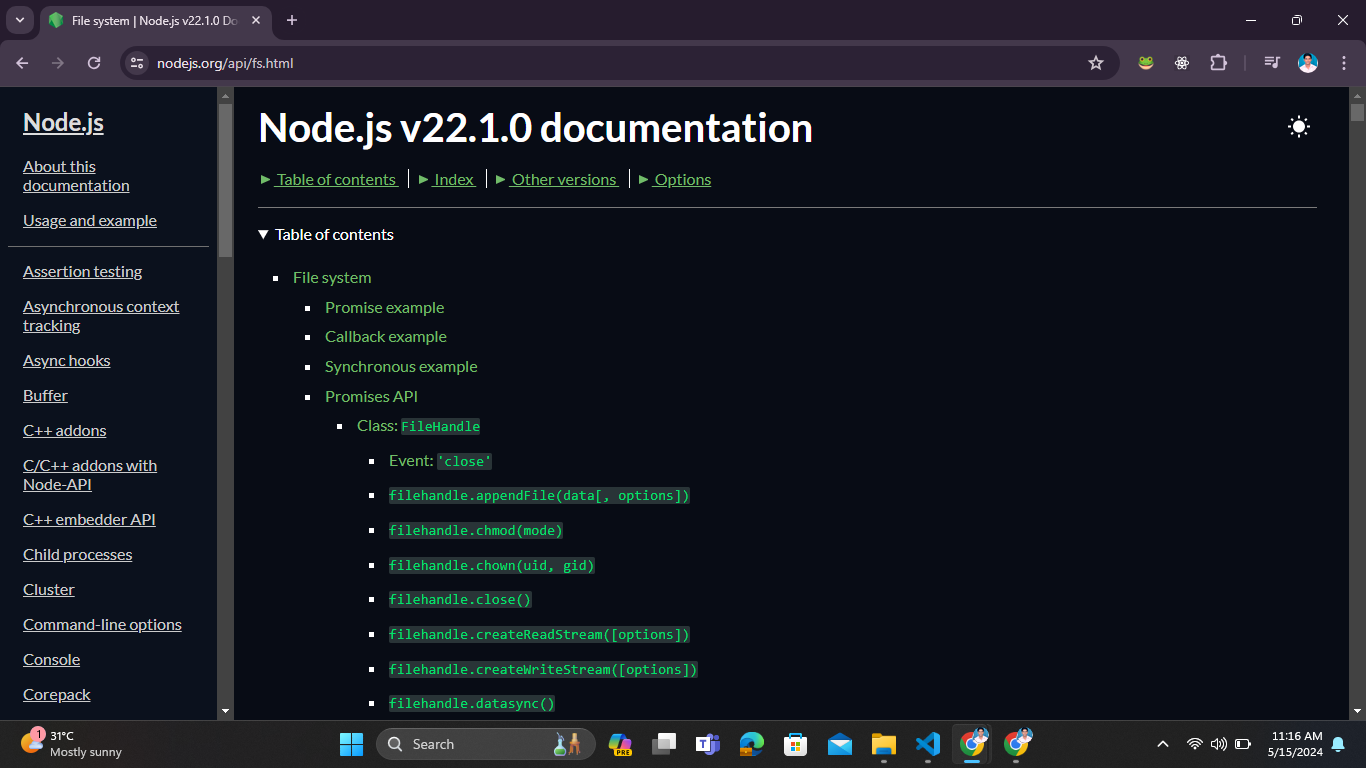 File system | Node.js v22.1.0 Do
nodejs.org/api/fs.html
Node.js
About this
documentation
Usage and example
Assertion testing
Asynchronous context
tracking
Async hooks
Buffer
C++ addons
C/C++ addons with
Node-API
C++ embedder API
Child processes
Cluster
Command-line options
Console
Corepack
Node.js v22.1.0 documentation
Table of contents
Index
Other versions
Options
Table of contents
File system
Promise example
Callback example
Synchronous example
Promises API
Class: FileHandle
Event: 'close'
filehandle.appendFile(data[, options])
filehandle.chmod(mode)
filehandle.chown(uid, gid)
filehandle.close()
filehandle.createReadStream([options])
filehandle.createWriteStream([options])
filehandle.datasync()
1
31°C
Mostly sunny
Search
PRE
11:16 AM
5/15/2024